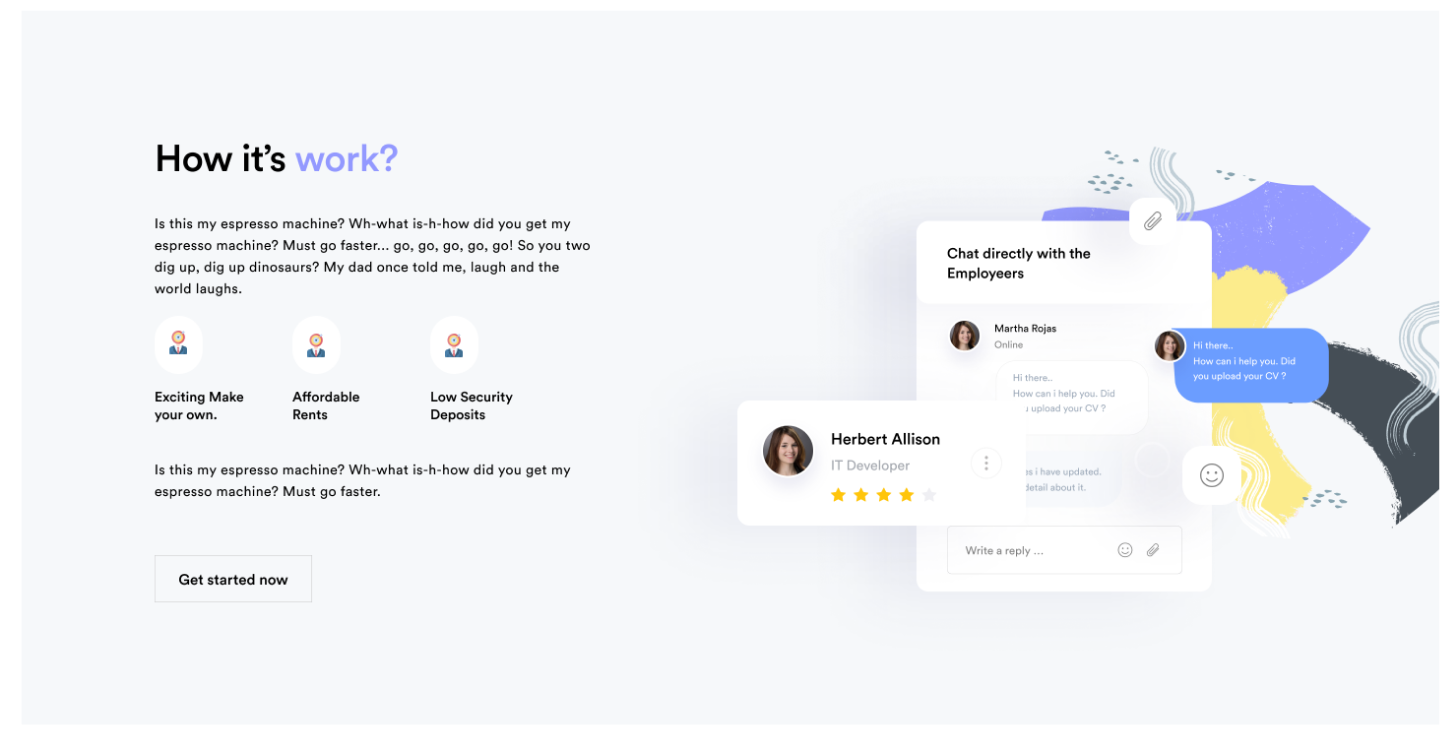 How it's work?
Is this my espresso machine? Wh-what is-h-how did you get my
espresso machine? Must go faster... go, go, go, go, go! So you two
dig up, dig up dinosaurs? My dad once told me, laugh and the
world laughs.
Exciting Make
your own.
Affordable
Rents
Low Security
Deposits
Is this my espresso machine? Wh-what is-h-how did you get my
espresso machine? Must go faster.
Get started now
Chat directly with the
Employeers
Martha Rojas
Online
Hi there..
How can i help you. Did
you upload your CV ?
Hi there..
How can i help you. Did
upload your CV ?
Herbert Allison
IT Developer
i have updated.
detail about it.
Write a reply ...